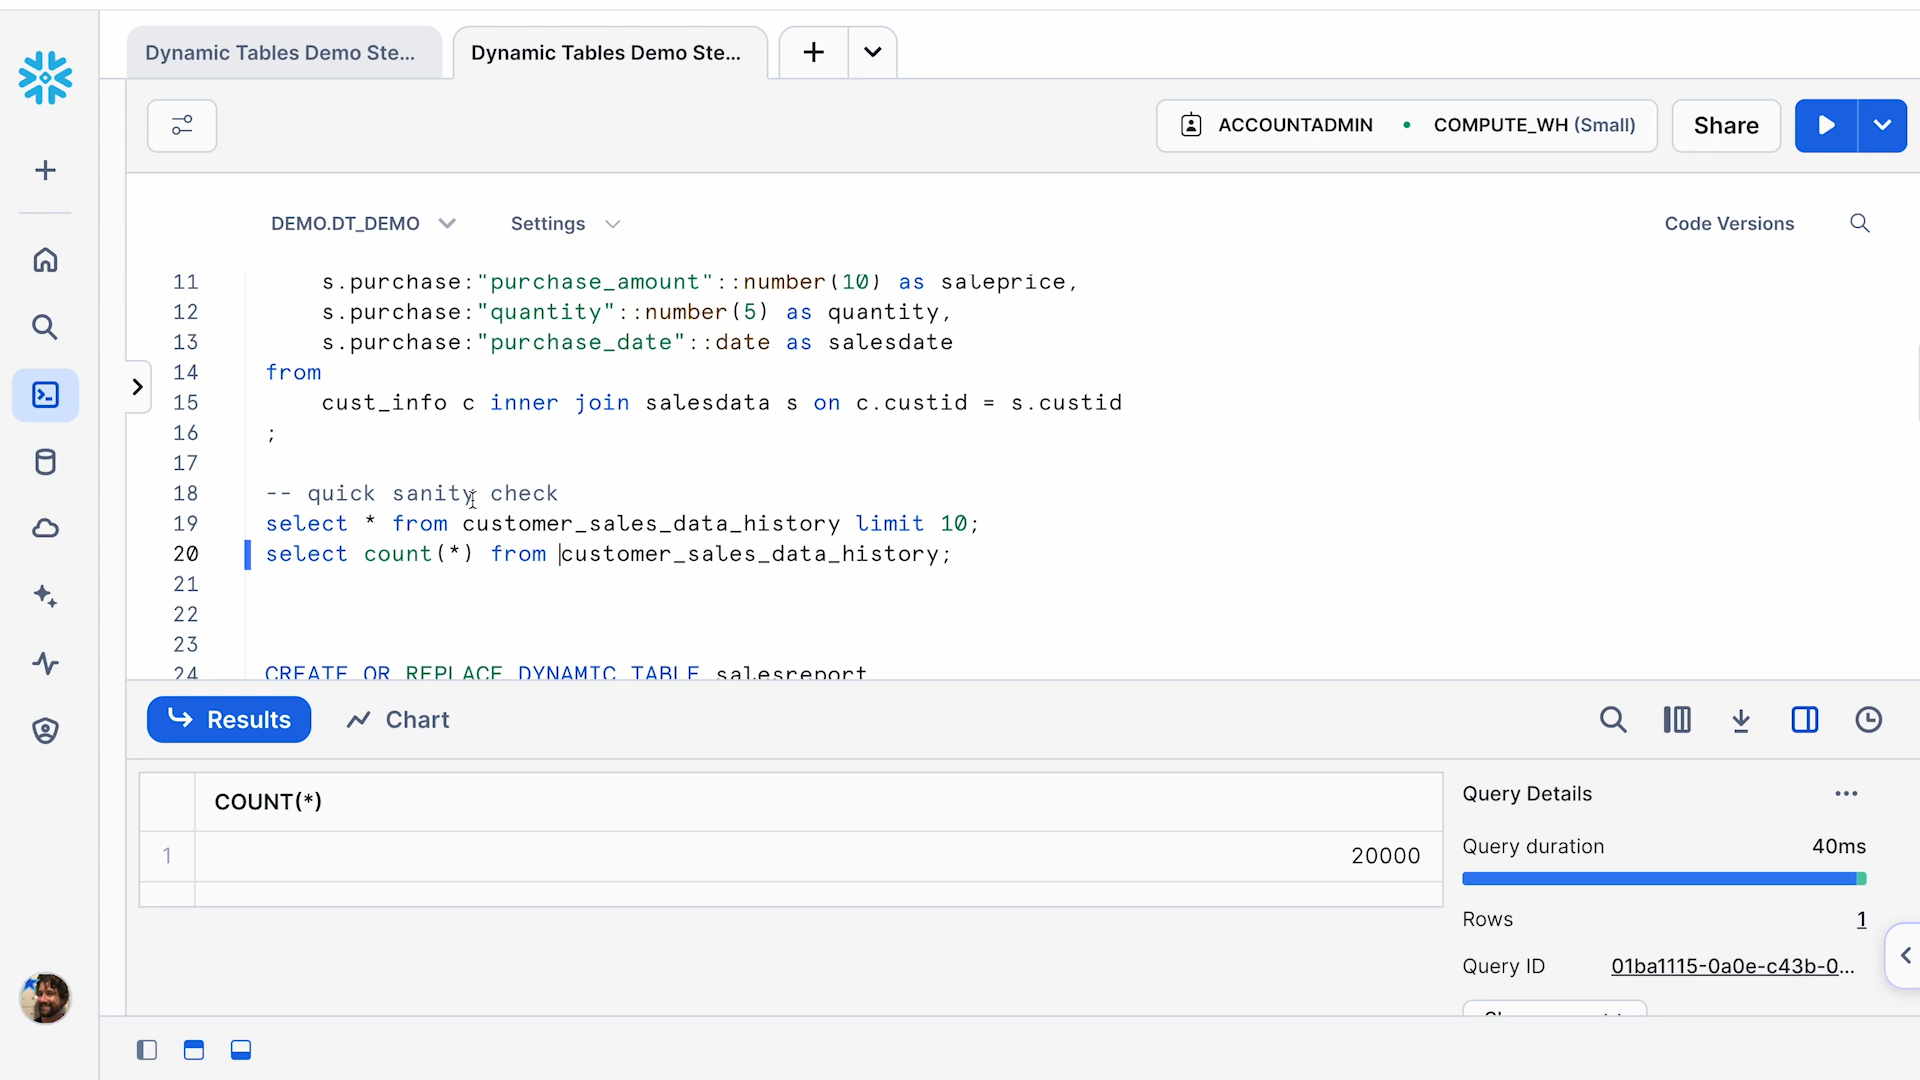 Dynamic Tables Demo Ste...
Dynamic Tables Demo Ste...
ACCOUNTADMIN • COMPUTE_WH (Small)
Share
DEMO.DT_DEMO
Settings
Code Versions
11 s.purchase:"purchase_amount"::number(10) as saleprice,
12 s.purchase:"quantity"::number(5) as quantity,
13 s.purchase:"purchase_date"::date as salesdate
14 from
15 cust_info c inner join salesdata s on c.custid = s.custid
16 ;
17
18 -- quick sanity check
19 select * from customer_sales_data_history limit 10;
20 select count(*) from customer_sales_data_history;
21
22
23
24 CREATE OR REPLACE DYNAMIC TABLE salesreport
Results
Chart
COUNT(*)
1 20000
Query Details
Query duration 40ms
Rows 1
Query ID 01ba1115-0a0e-c43b-0...